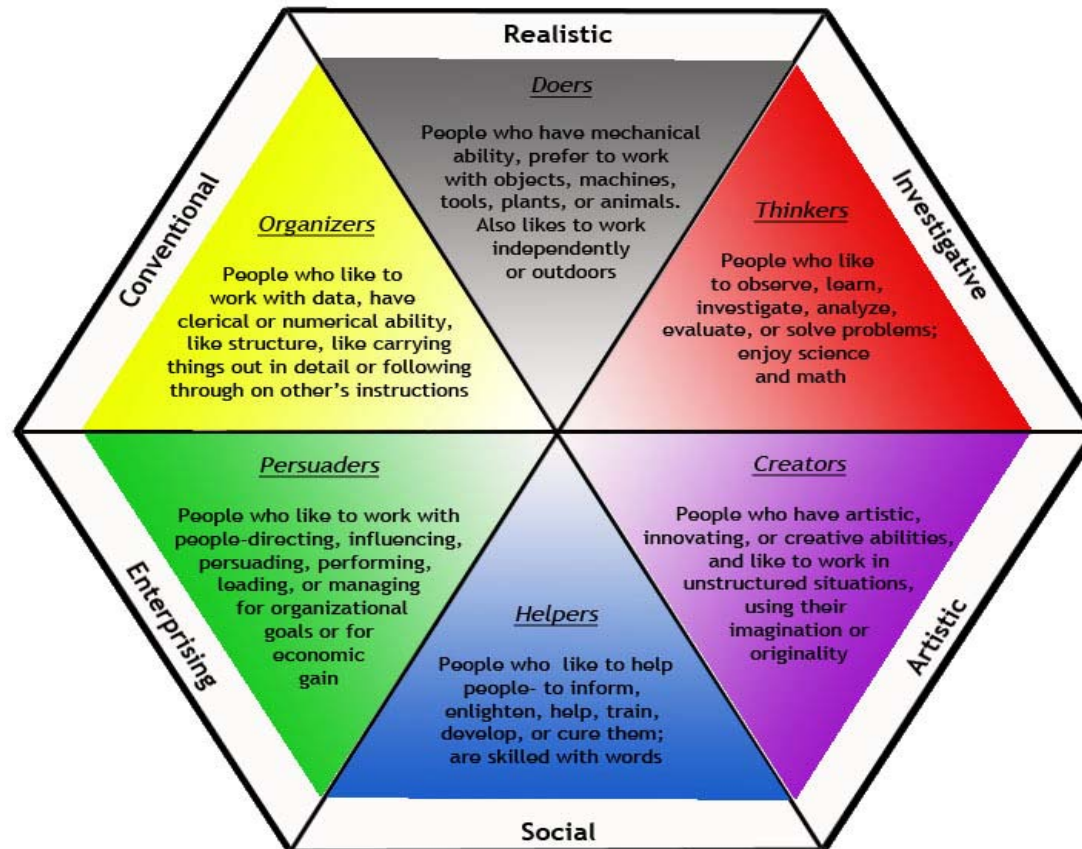 Realistic
Doers
People who have mechanical
ability, prefer to work
with objects, machines,
tools, plants, or animals.
Also likes to work
independently
or outdoors
Investigative
Thinkers
People who like
to observe, learn,
investigate, analyze,
evaluate, or solve problems;
enjoy science
and math
Artistic
Creators
People who have artistic,
innovating, or creative abilities,
and like to work in
unstructured situations,
using their
imagination or
originality
Social
Helpers
People who like to help
people- to inform,
enlighten, help, train,
develop, or cure them;
are skilled with words
Enterprising
Persuaders
People who like to work with
people-directing, influencing,
persuading, performing,
leading, or managing
for organizational
goals or for
economic
gain
Conventional
Organizers
People who like to
work with data, have
clerical or numerical ability,
like structure, like carrying
things out in detail or following
through on other's instructions